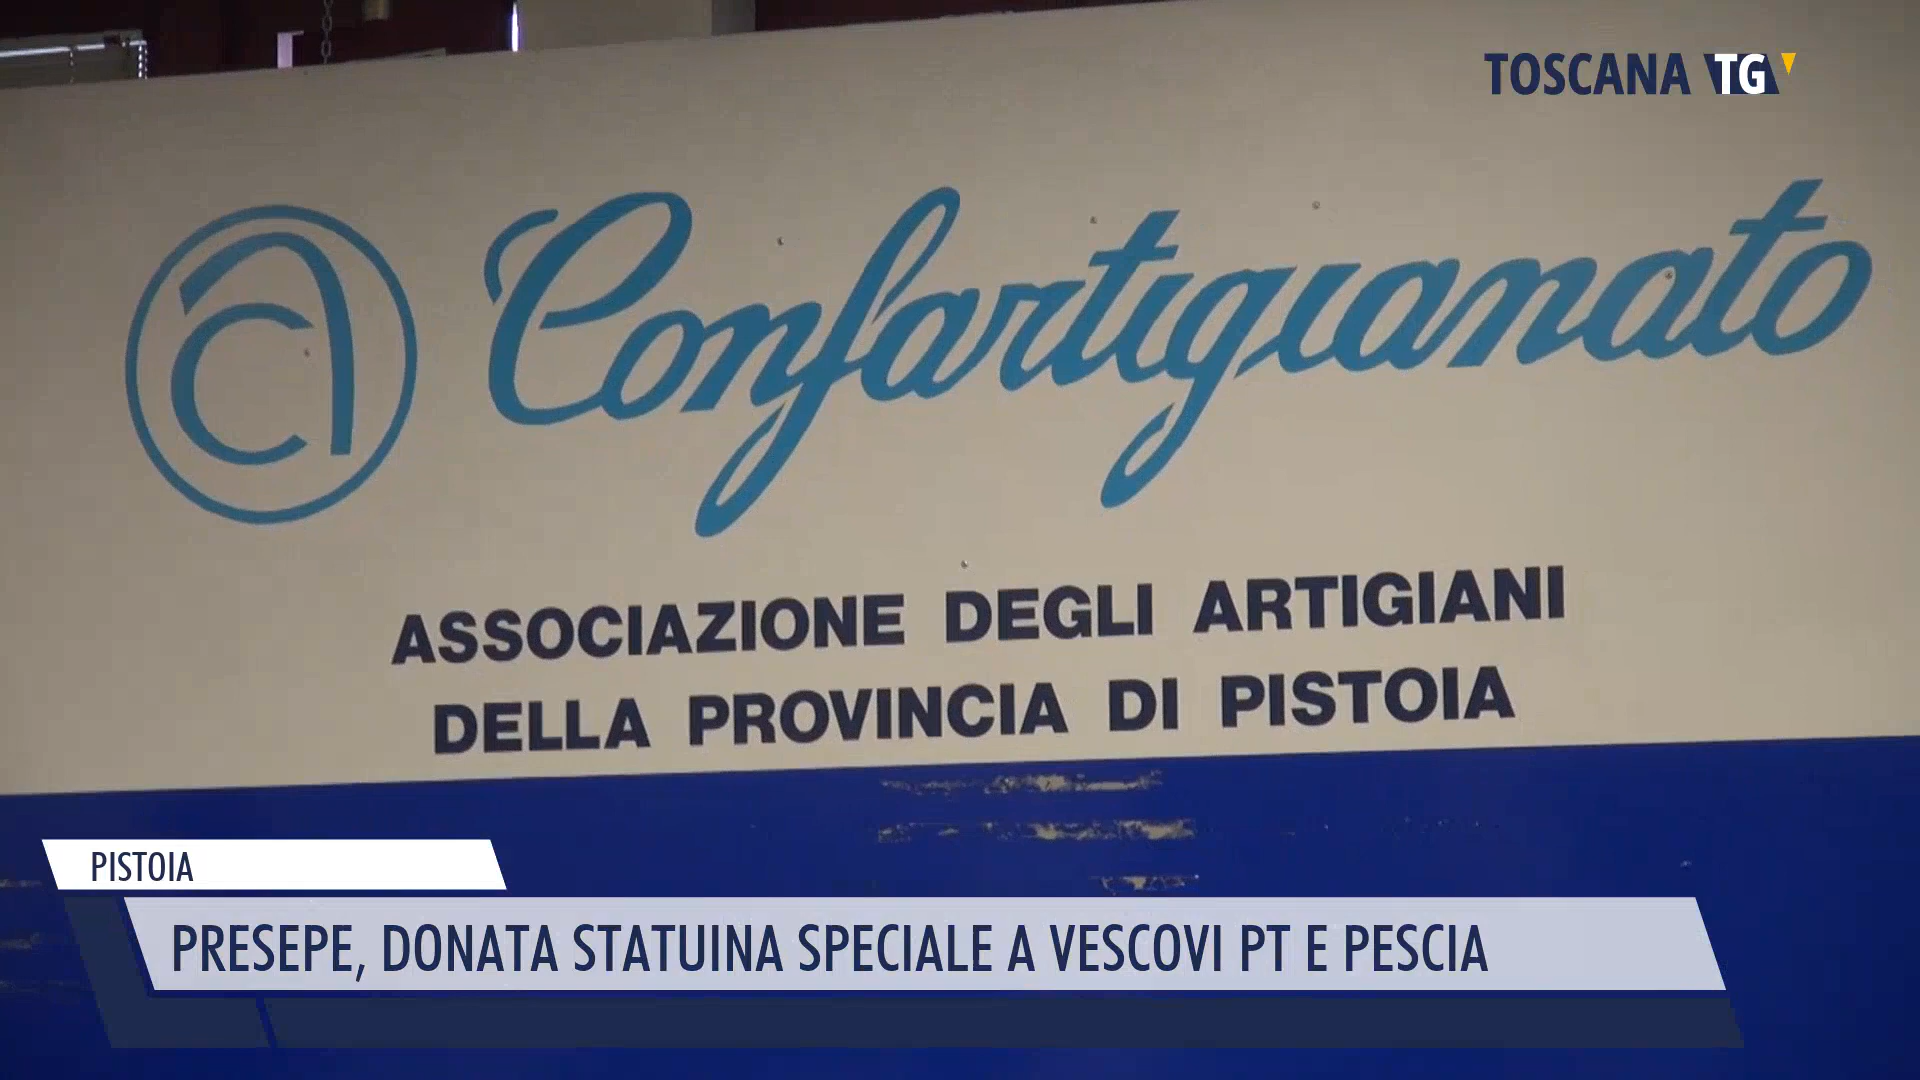 TOSCANA TG
Confartigianato
ASSOCIAZIONE DEGLI ARTIGIANI
DELLA PROVINCIA DI PISTOIA
PISTOIA
PRESEPE, DONATA STATUINA SPECIALE A VESCOVI PT E PESCIA